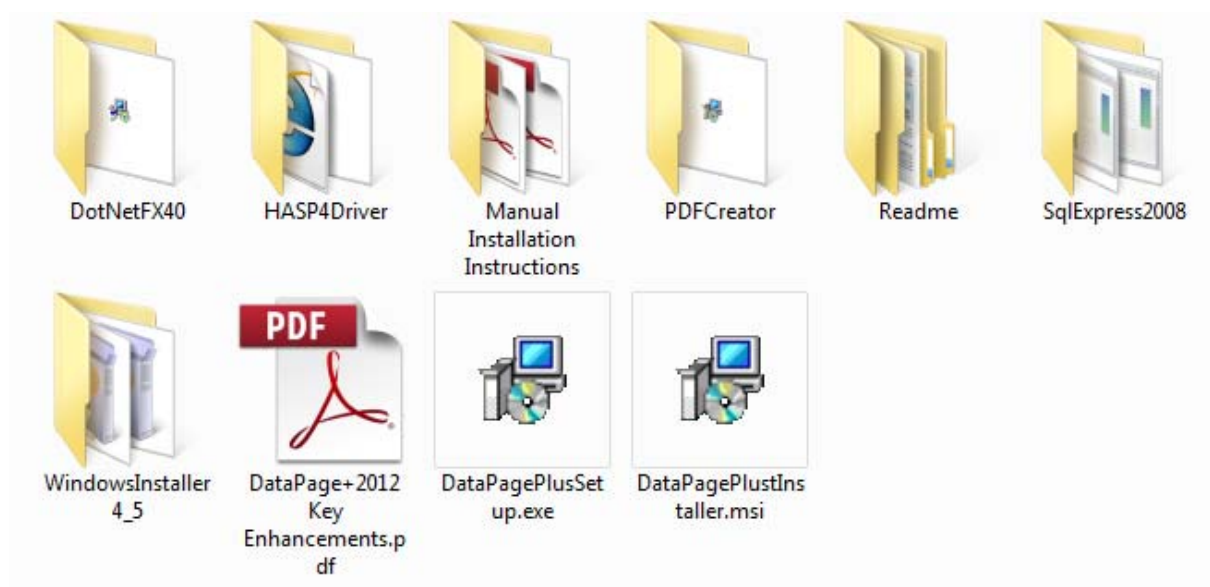 DotNetFX40
HASP4Driver
Manual
Installation
Instructions
PDFCreator
Readme
SqlExpress2008
WindowsInstaller
4_5
PDF
DataPage+2012
Key
Enhancements.p
df
DataPagePlusSet
up.exe
DataPagePlustIns
taller.msi